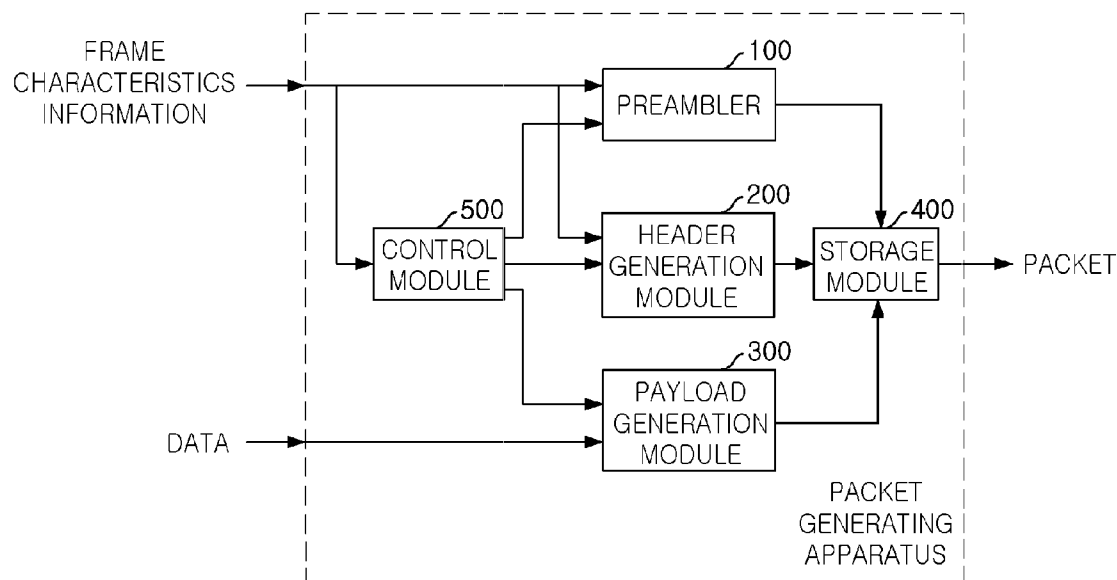 FRAME
CHARACTERISTICS
INFORMATION
100
PREAMBLER
500
CONTROL
MODULE
200
HEADER
GENERATION
MODULE
400
STORAGE
MODULE
PACKET
300
PAYLOAD
GENERATION
MODULE
DATA
PACKET
GENERATING
APPARATUS